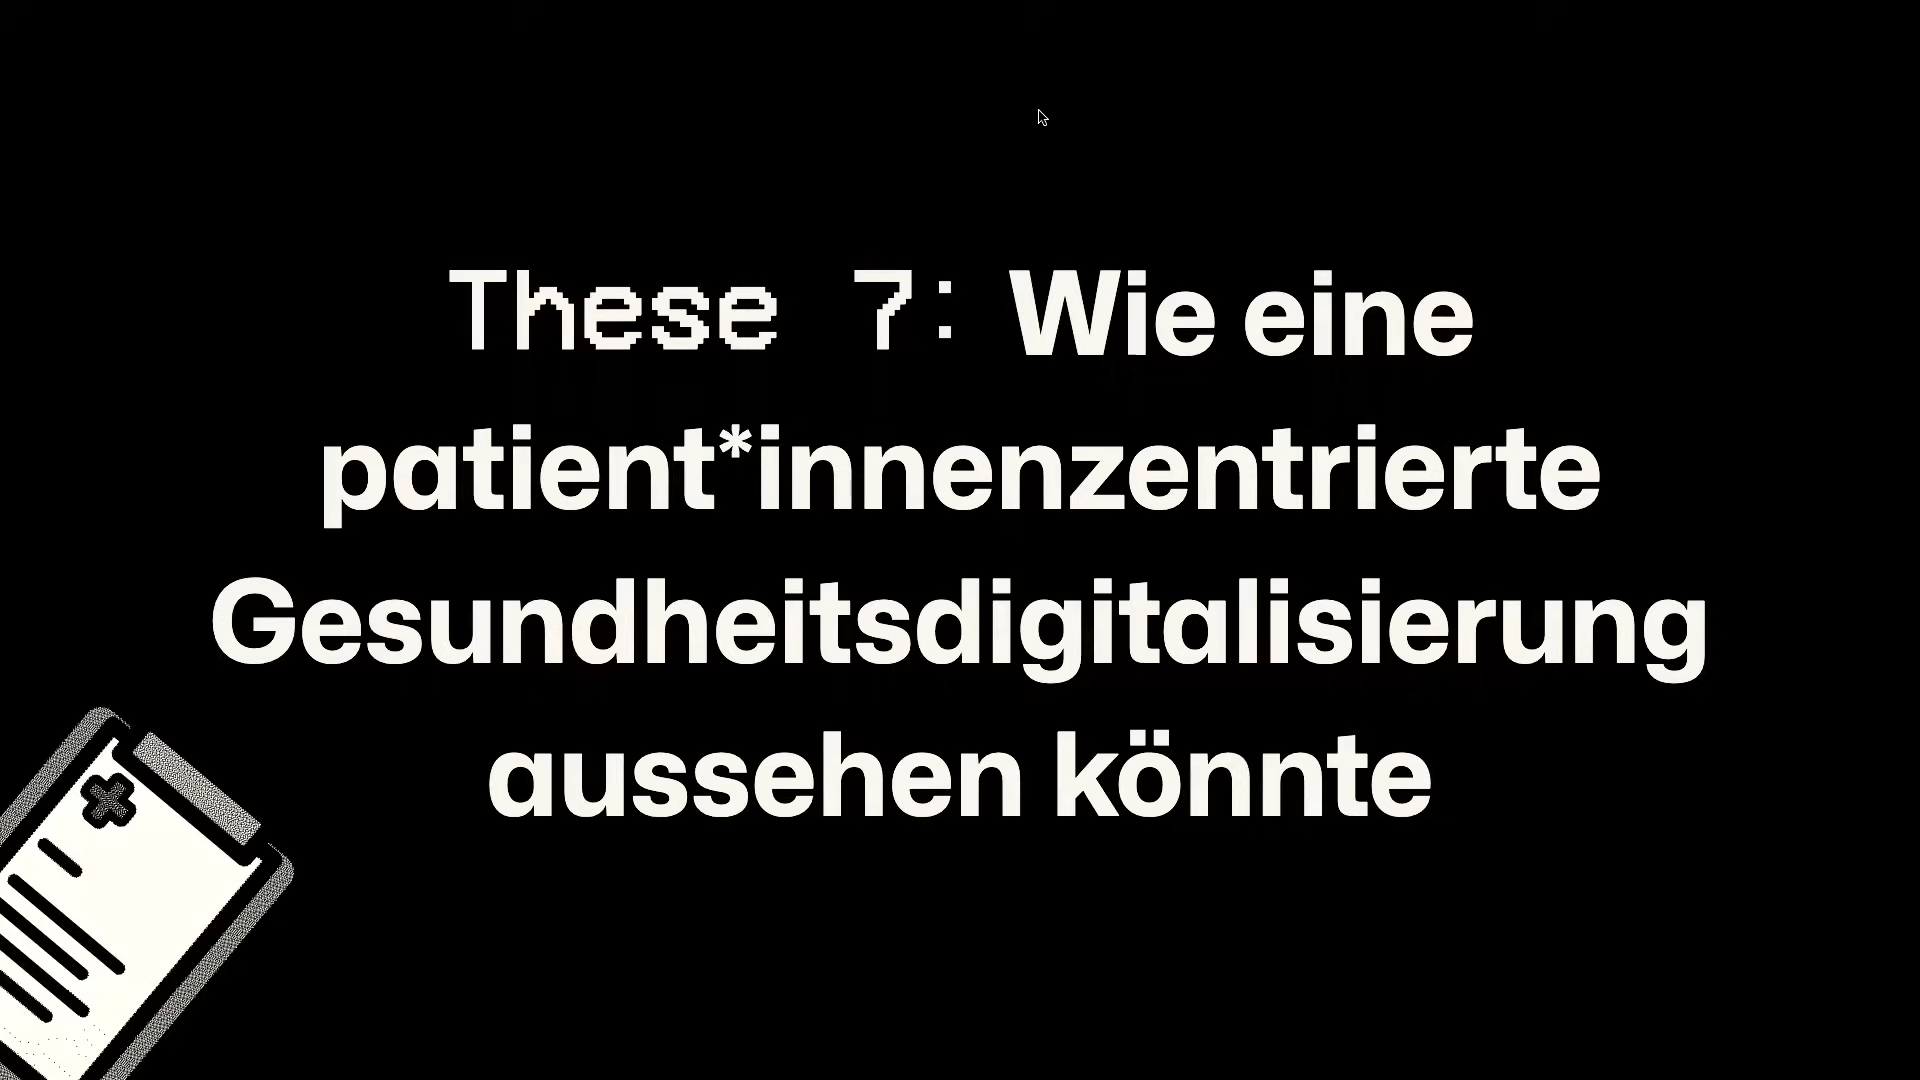 These 7: Wie eine
patient*innenzentrierte
Gesundheitsdigitalisierung
aussehen könnte